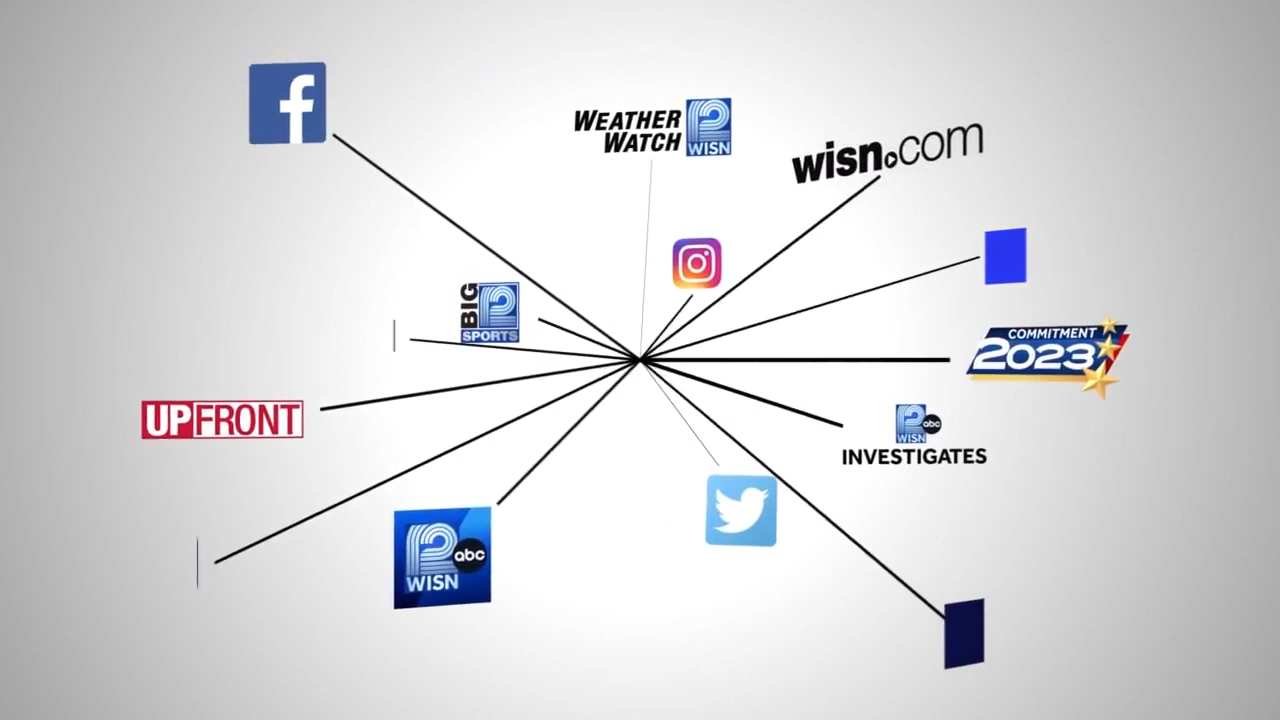 f
WEATHER
WATCH
12
WISN
wisn.com
BIG
12
SPORTS
COMMITMENT
2023
UPFRONT
12
WISN
abc
INVESTIGATES
12
abc
WISN